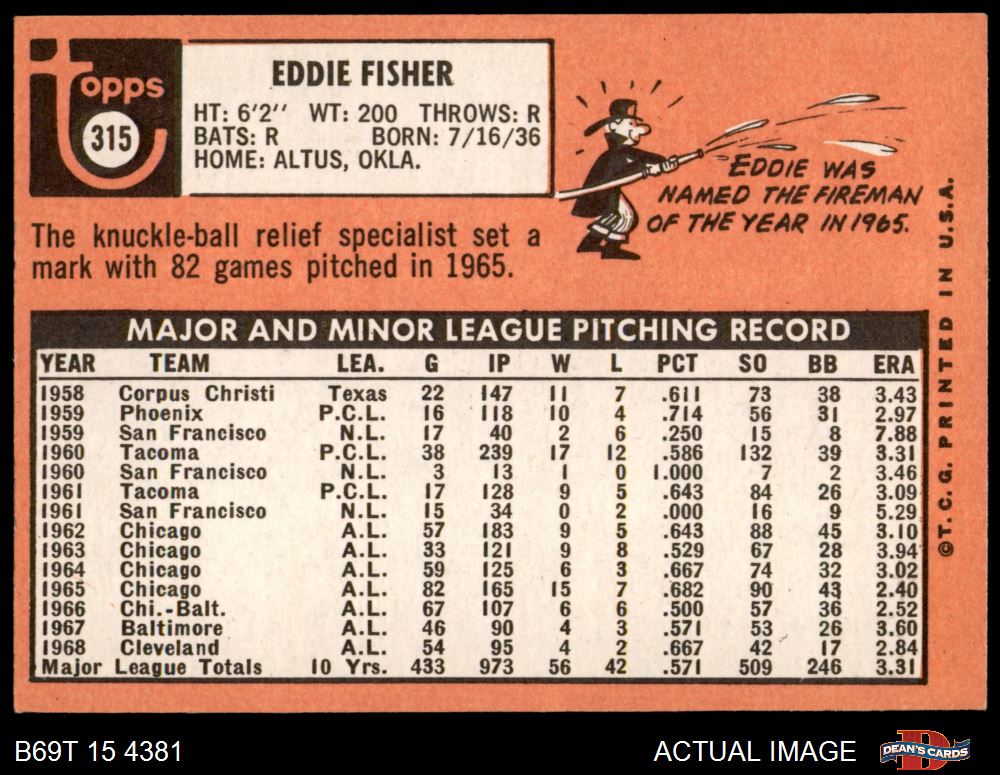 topps
315
EDDIE FISHER
HT: 6'2'' WT: 200 THROWS: R
BATS: R BORN: 7/16/36
HOME: ALTUS, OKLA.
EDDIE WAS
NAMED THE FIREMAN
OF THE YEAR IN 1965.
The knuckle-ball relief specialist set a
mark with 82 games pitched in 1965.
MAJOR AND MINOR LEAGUE PITCHING RECORD
YEAR TEAM LEA. G IP W L PCT SO BB ERA
1958 Corpus Christi Texas 22 147 11 7 .611 73 38 3.43
1959 Phoenix P.C.L. 16 118 10 4 .714 56 31 2.97
1959 San Francisco N.L. 17 40 2 6 .250 15 8 7.88
1960 Tacoma P.C.L. 38 239 17 12 .586 132 39 3.31
1960 San Francisco N.L. 3 13 1 0 1.000 7 2 3.46
1961 Tacoma P.C.L. 17 128 9 5 .643 84 26 3.09
1961 San Francisco N.L. 15 34 0 2 .000 16 9 5.29
1962 Chicago A.L. 57 183 9 5 .643 88 45 3.10
1963 Chicago A.L. 33 121 9 8 .529 67 28 3.94
1964 Chicago A.L. 59 125 6 3 .667 74 32 3.02
1965 Chicago A.L. 82 165 15 7 .682 90 43 2.40
1966 Chi.-Balt. A.L. 67 107 6 6 .500 57 36 2.52
1967 Baltimore A.L. 46 90 4 3 .571 53 26 3.60
1968 Cleveland A.L. 54 95 4 2 .667 42 17 2.84
Major League Totals 10 Yrs. 433 973 56 42 .571 509 246 3.31
©T.C.G. PRINTED IN U.S.A.
B69T 15 4381 ACTUAL IMAGE DEAN'S CARDS